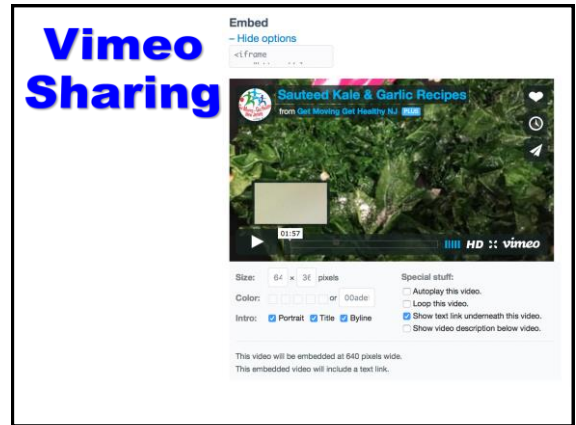 Vimeo
Sharing
Embed
– Hide options
<iframe
Sauteed Kale & Garlic Recipes
from Get Moving Get Healthy NJ PLUS
01:57
HD vimeo
Size: 64 × 36 pixels
Color: or 00ade
Intro: Portrait Title Byline
Special stuff:
Autoplay this video.
Loop this video.
Show text link underneath this video.
Show video description below video.
This video will be embedded at 640 pixels wide.
This embedded video will include a text link.